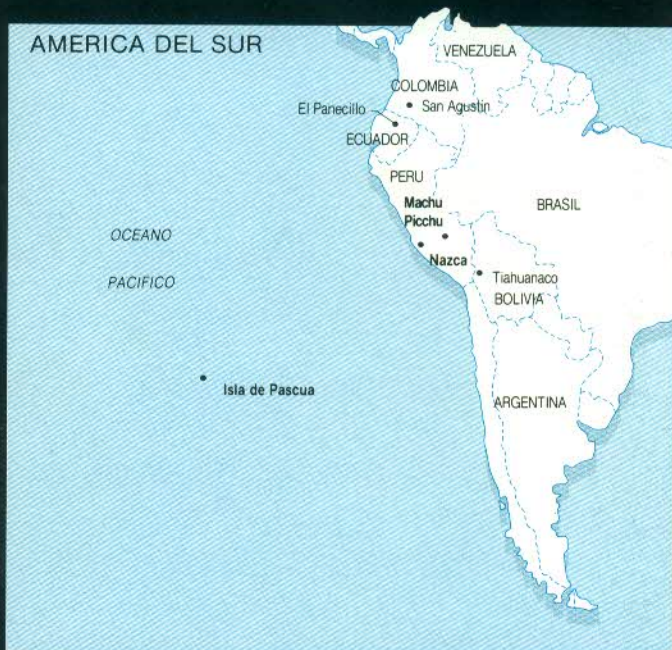 AMERICA DEL SUR
VENEZUELA
COLOMBIA
San Agustin
El Panecillo
ECUADOR
PERU
Machu
Picchu
BRASIL
OCEANO
PACIFICO
Nazca
Tiahuanaco
BOLIVIA
Isla de Pascua
ARGENTINA